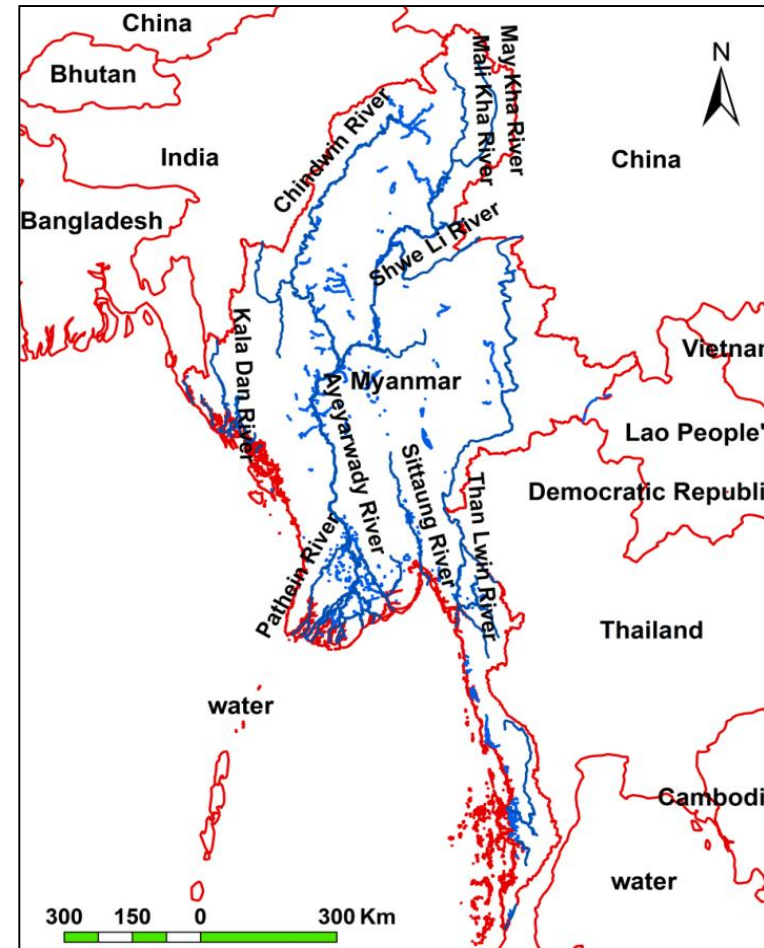 China
N
Bhutan
May Kha River
Mali Kha River
Chindwin River
India
China
Bangladesh
Shwe Li River
Kala Dan River
Vietnar
Myanmar
Ayeyarwady River
Lao People'
Sittaung River
Than Lwin River
Democratic Republi
Pathein River
Thailand
water
Cambodi
water
300 150 0 300 Km